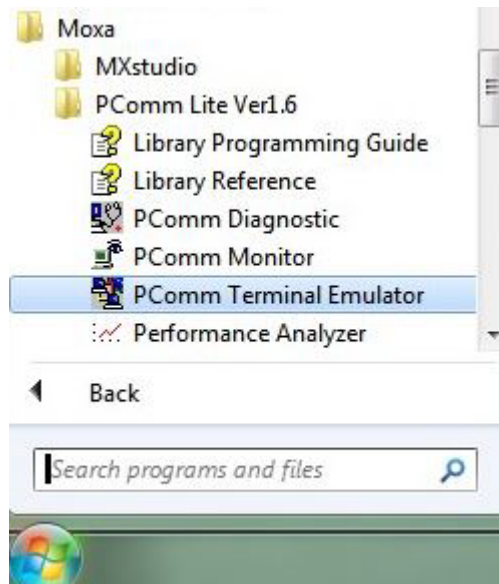 Moxa
MXstudio
PComm Lite Ver1.6
Library Programming Guide
Library Reference
PComm Diagnostic
PComm Monitor
PComm Terminal Emulator
Performance Analyzer
Back
Search programs and files